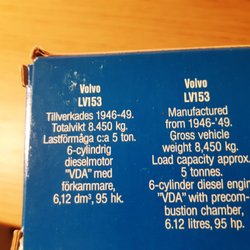 Volvo
LV153
Tillverkades 1946-49.
Totalvikt 8.450 kg.
Lastförmåga c:a 5 ton.
6-cylindrig
dieselmotor
"VDA" med
förkammare,
6,12 dm³, 95 hk.
Volvo
LV153
Manufactured
from 1946-'49.
Gross vehicle
weight 8,450 kg.
Load capacity approx.
5 tonnes.
6-cylinder diesel engine
"VDA" with precom-
bustion chamber,
6.12 litres, 95 hp.